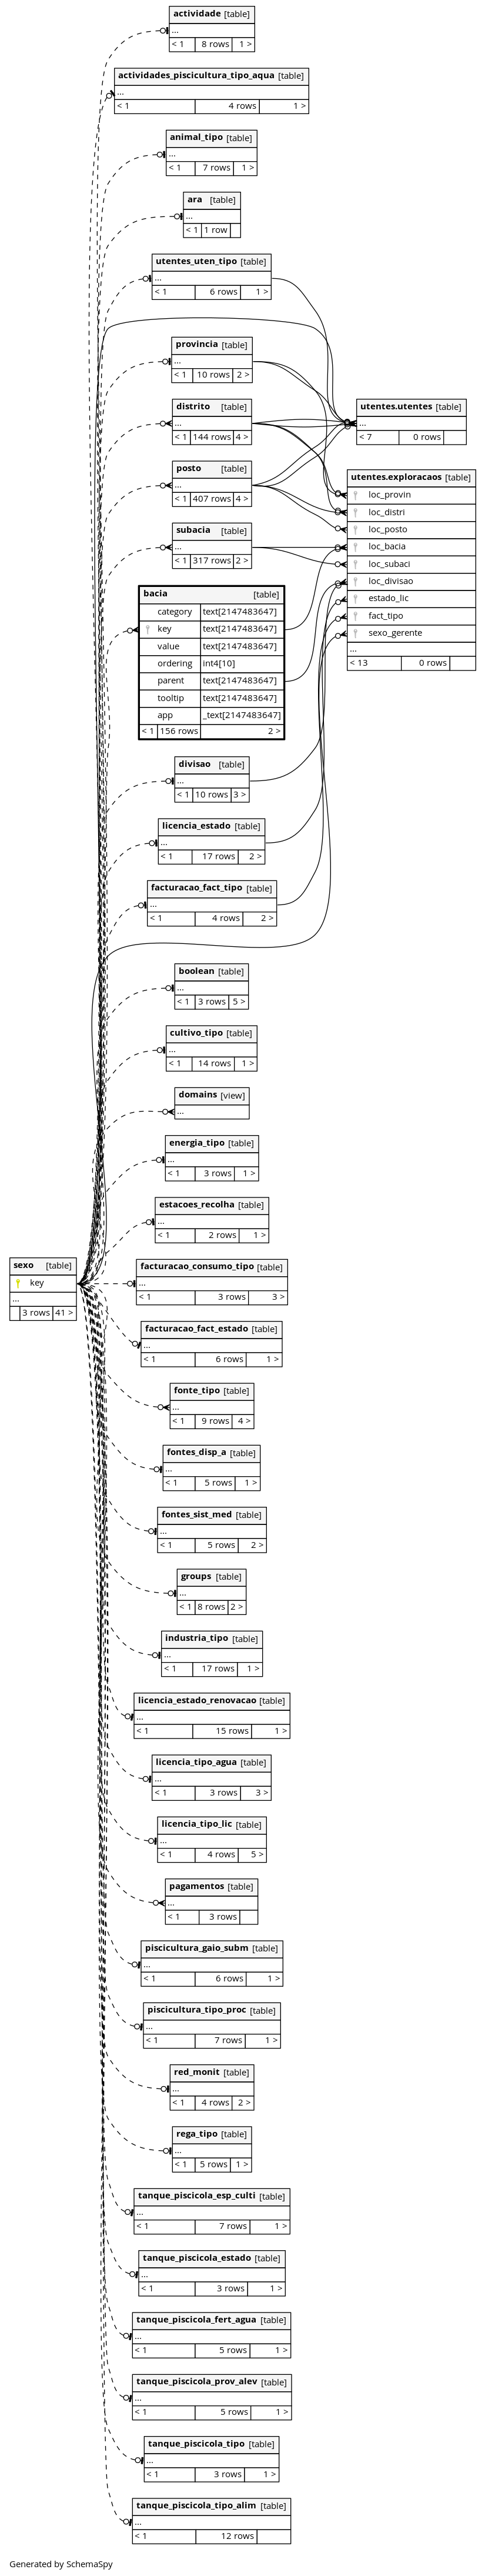 actividade [table]
...
< 1 8 rows 1 >
actividades_piscicultura_tipo_aqua [table]
...
< 1 4 rows 1 >
animal_tipo [table]
...
< 1 7 rows 1 >
ara [table]
...
< 1 1 row
utentes_uten_tipo [table]
...
< 1 6 rows 1 >
provincia [table]
...
< 1 10 rows 2 >
distrito [table]
...
< 1 144 rows 4 >
posto [table]
...
< 1 407 rows 4 >
subacia [table]
...
< 1 317 rows 2 >
utentes.utentes [table]
...
< 7 0 rows
utentes.exploracaos [table]
loc_provin
loc_distri
loc_posto
loc_bacia
loc_subaci
loc_divisao
estado_lic
fact_tipo
sexo_gerente
...
< 13 0 rows
bacia [table]
category text[2147483647]
key text[2147483647]
value text[2147483647]
ordering int4[10]
parent text[2147483647]
tooltip text[2147483647]
app _text[2147483647]
< 1 156 rows 2 >
divisao [table]
...
< 1 10 rows 3 >
licencia_estado [table]
...
< 1 17 rows 2 >
facturacao_fact_tipo [table]
...
< 1 4 rows 2 >
boolean [table]
...
< 1 3 rows 5 >
cultivo_tipo [table]
...
< 1 14 rows 1 >
domains [view]
...
energia_tipo [table]
...
< 1 3 rows 1 >
estacoes_recolha [table]
...
< 1 2 rows 1 >
sexo [table]
key
...
3 rows 41 >
facturacao_consumo_tipo [table]
...
< 1 3 rows 3 >
facturacao_fact_estado [table]
...
< 1 6 rows 1 >
fonte_tipo [table]
...
< 1 9 rows 4 >
fontes_disp_a [table]
...
< 1 5 rows 1 >
fontes_sist_med [table]
...
< 1 5 rows 2 >
groups [table]
...
< 1 8 rows 2 >
industria_tipo [table]
...
< 1 17 rows 1 >
licencia_estado_renovacao [table]
...
< 1 15 rows 1 >
licencia_tipo_agua [table]
...
< 1 3 rows 3 >
licencia_tipo_lic [table]
...
< 1 4 rows 5 >
pagamentos [table]
...
< 1 3 rows
piscicultura_gaio_subm [table]
...
< 1 6 rows 1 >
piscicultura_tipo_proc [table]
...
< 1 7 rows 1 >
red_monit [table]
...
< 1 4 rows 2 >
rega_tipo [table]
...
< 1 5 rows 1 >
tanque_piscicola_esp_culti [table]
...
< 1 7 rows 1 >
tanque_piscicola_estado [table]
...
< 1 3 rows 1 >
tanque_piscicola_fert_agua [table]
...
< 1 5 rows 1 >
tanque_piscicola_prov_alev [table]
...
< 1 5 rows 1 >
tanque_piscicola_tipo [table]
...
< 1 3 rows 1 >
tanque_piscicola_tipo_alim [table]
...
< 1 12 rows
Generated by SchemaSpy